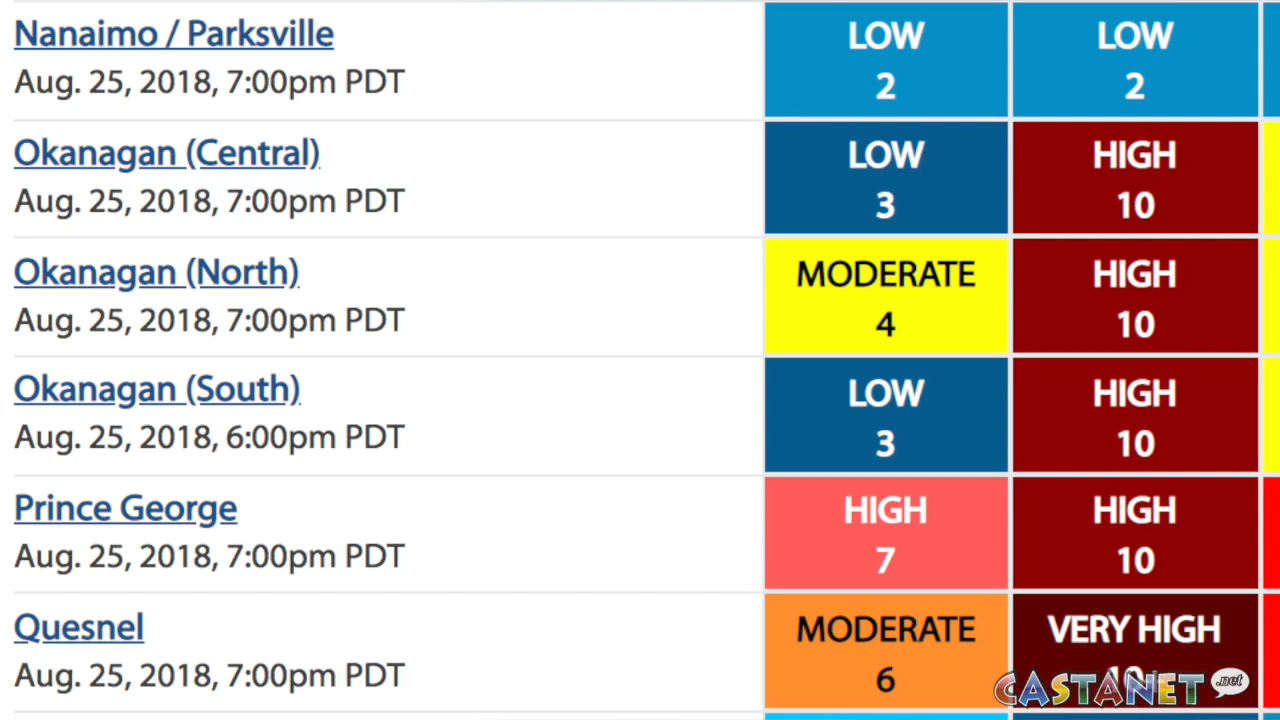 Nanaimo / Parksville
Aug. 25, 2018, 7:00pm PDT
LOW
2
LOW
2
Okanagan (Central)
Aug. 25, 2018, 7:00pm PDT
LOW
3
HIGH
10
Okanagan (North)
Aug. 25, 2018, 7:00pm PDT
MODERATE
4
HIGH
10
Okanagan (South)
Aug. 25, 2018, 6:00pm PDT
LOW
3
HIGH
10
Prince George
Aug. 25, 2018, 7:00pm PDT
HIGH
7
HIGH
10
Quesnel
Aug. 25, 2018, 7:00pm PDT
MODERATE
6
VERY HIGH
CASTANET .net